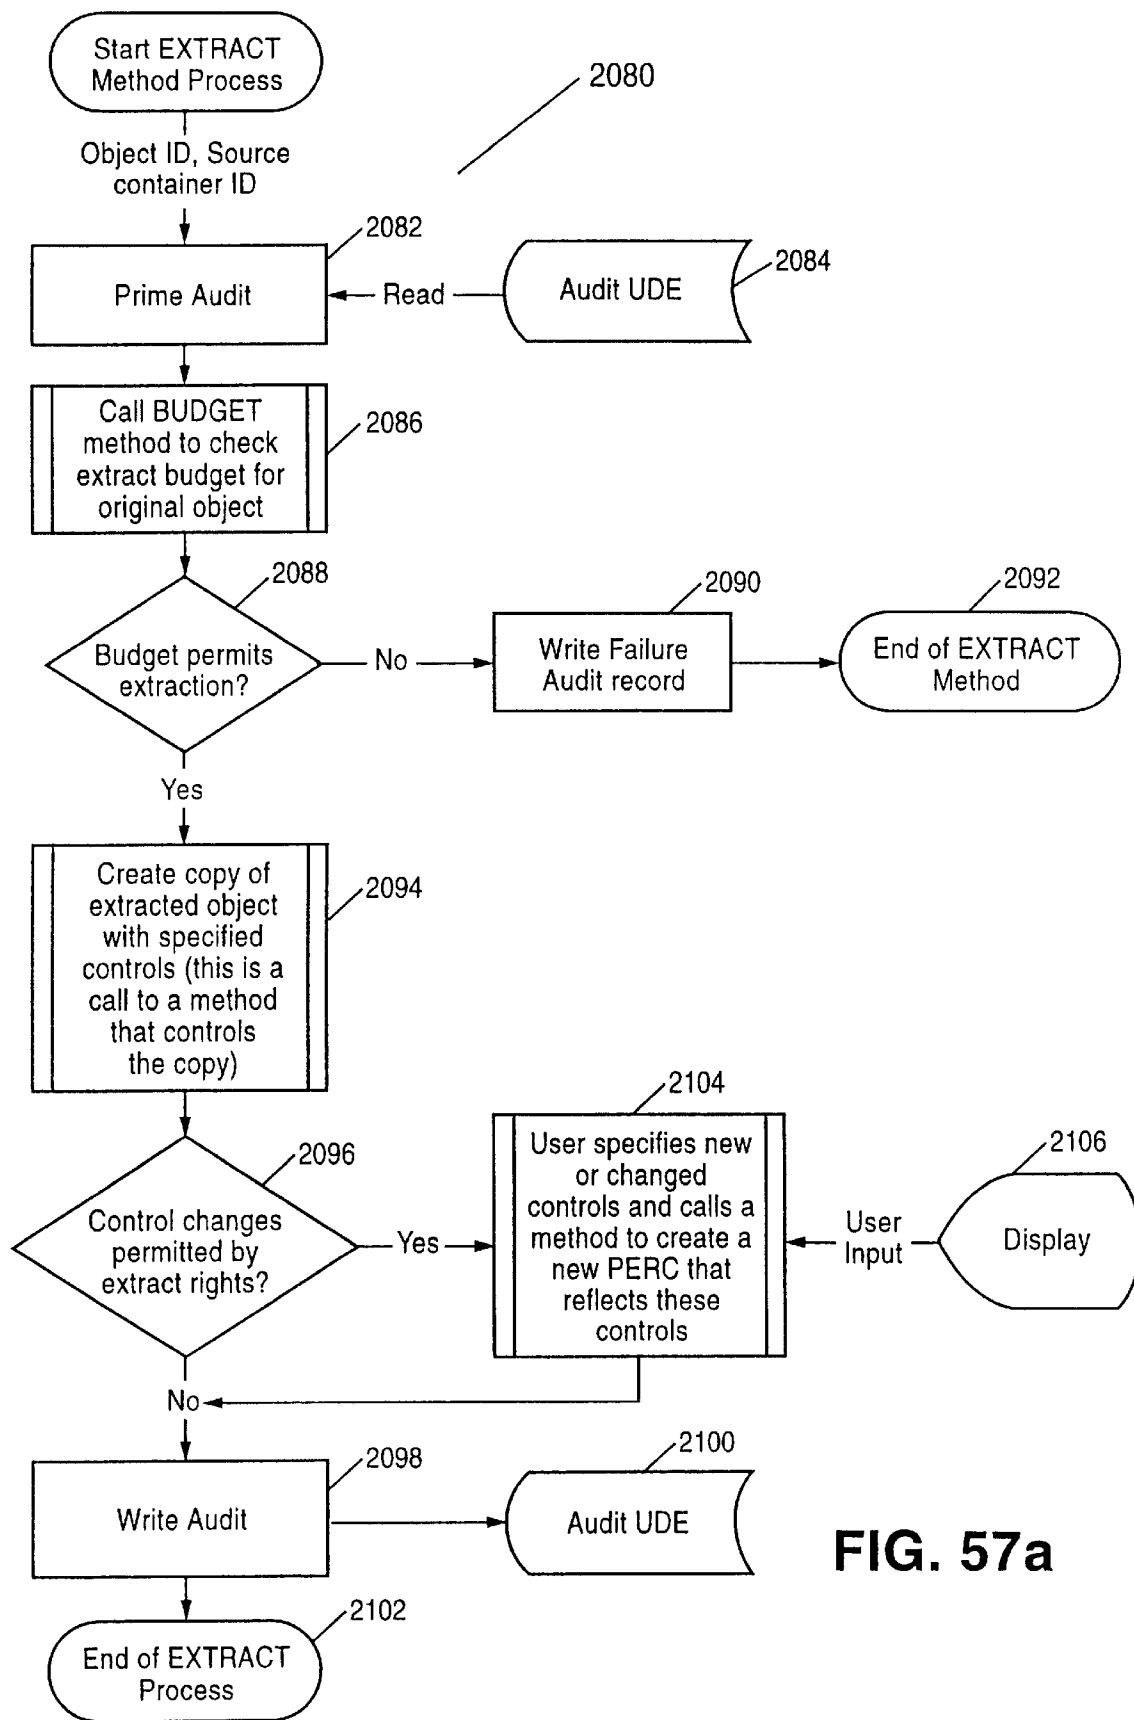 Start EXTRACT
Method Process
2080
Object ID, Source
container ID
2082
Prime Audit
Read
Audit UDE
2084
Call BUDGET
method to check
extract budget for
original object
2086
2088
Budget permits
extraction?
No
2090
Write Failure
Audit record
2092
End of EXTRACT
Method
Yes
Create copy of
extracted object
with specified
controls (this is a
call to a method
that controls
the copy)
2094
2096
Control changes
permitted by
extract rights?
Yes
2104
User specifies new
or changed
controls and calls a
method to create a
new PERC that
reflects these
controls
User
Input
2106
Display
No
2098
Write Audit
2100
Audit UDE
FIG. 57a
2102
End of EXTRACT
Process